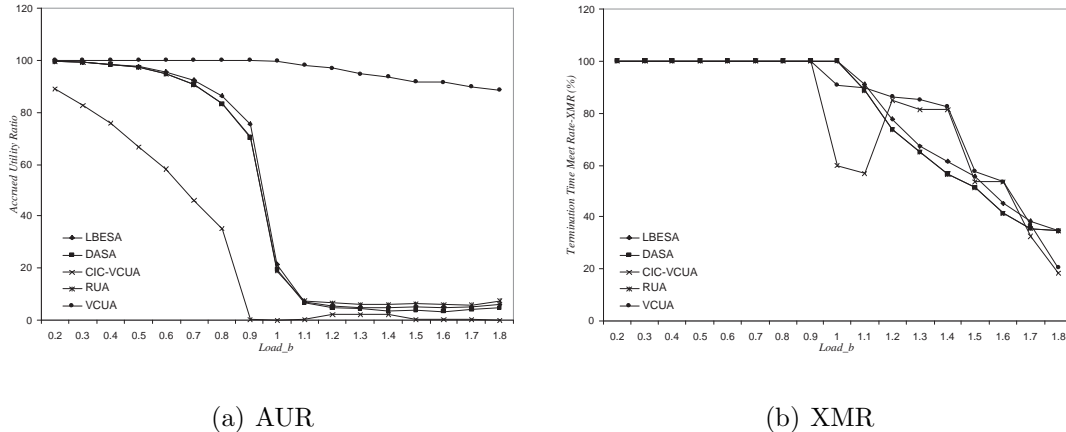 Accrued Utility Ratio
120
100
80
60
40
20
0
LBESA
DASA
CIC-VCUA
RUA
VCUA
0.2 0.3 0.4 0.5 0.6 0.7 0.8 0.9 1 1.1 1.2 1.3 1.4 1.5 1.6 1.7 1.8
Load_b
(a) AUR
Termination Time Meet Rate-XMR (%)
120
100
80
60
40
20
0
LBESA
DASA
CIC-VCUA
RUA
VCUA
0.2 0.3 0.4 0.5 0.6 0.7 0.8 0.9 1 1.1 1.2 1.3 1.4 1.5 1.6 1.7 1.8
Load_b
(b) XMR